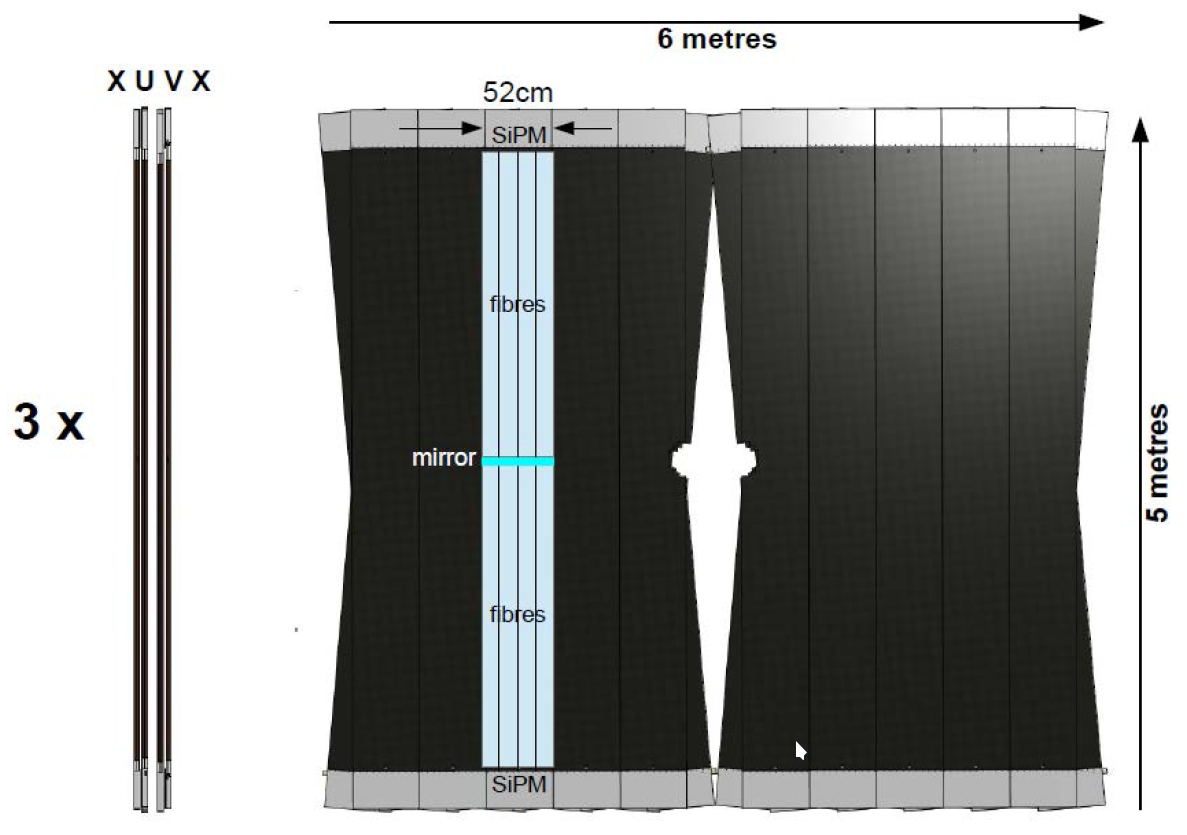 6 metres
X U V X
52cm
SiPM
fibres
3 x
mirror
5 metres
fibres
SiPM